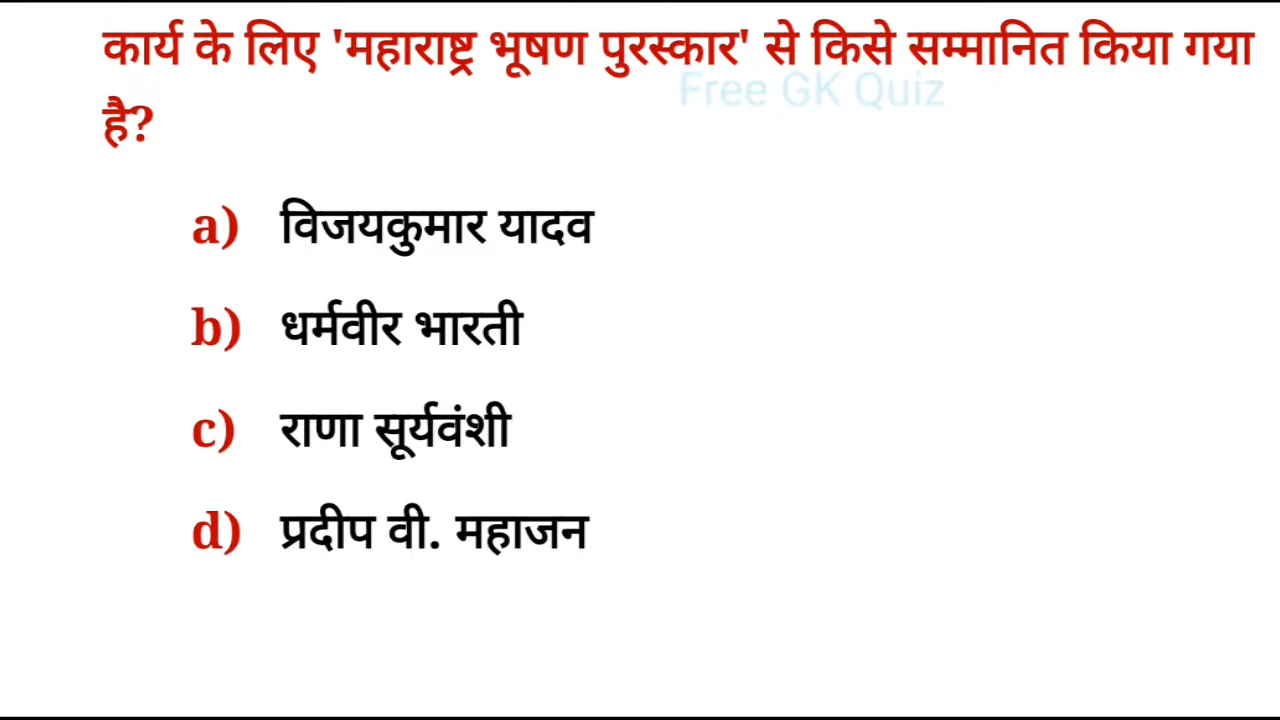 कार्य के लिए 'महाराष्ट्र भूषण पुरस्कार' से किसे सम्मानित किया गया
Free GK Quiz
है?
a) विजयकुमार यादव
b) धर्मवीर भारती
c) राणा सूर्यवंशी
d) प्रदीप वी. महाजन